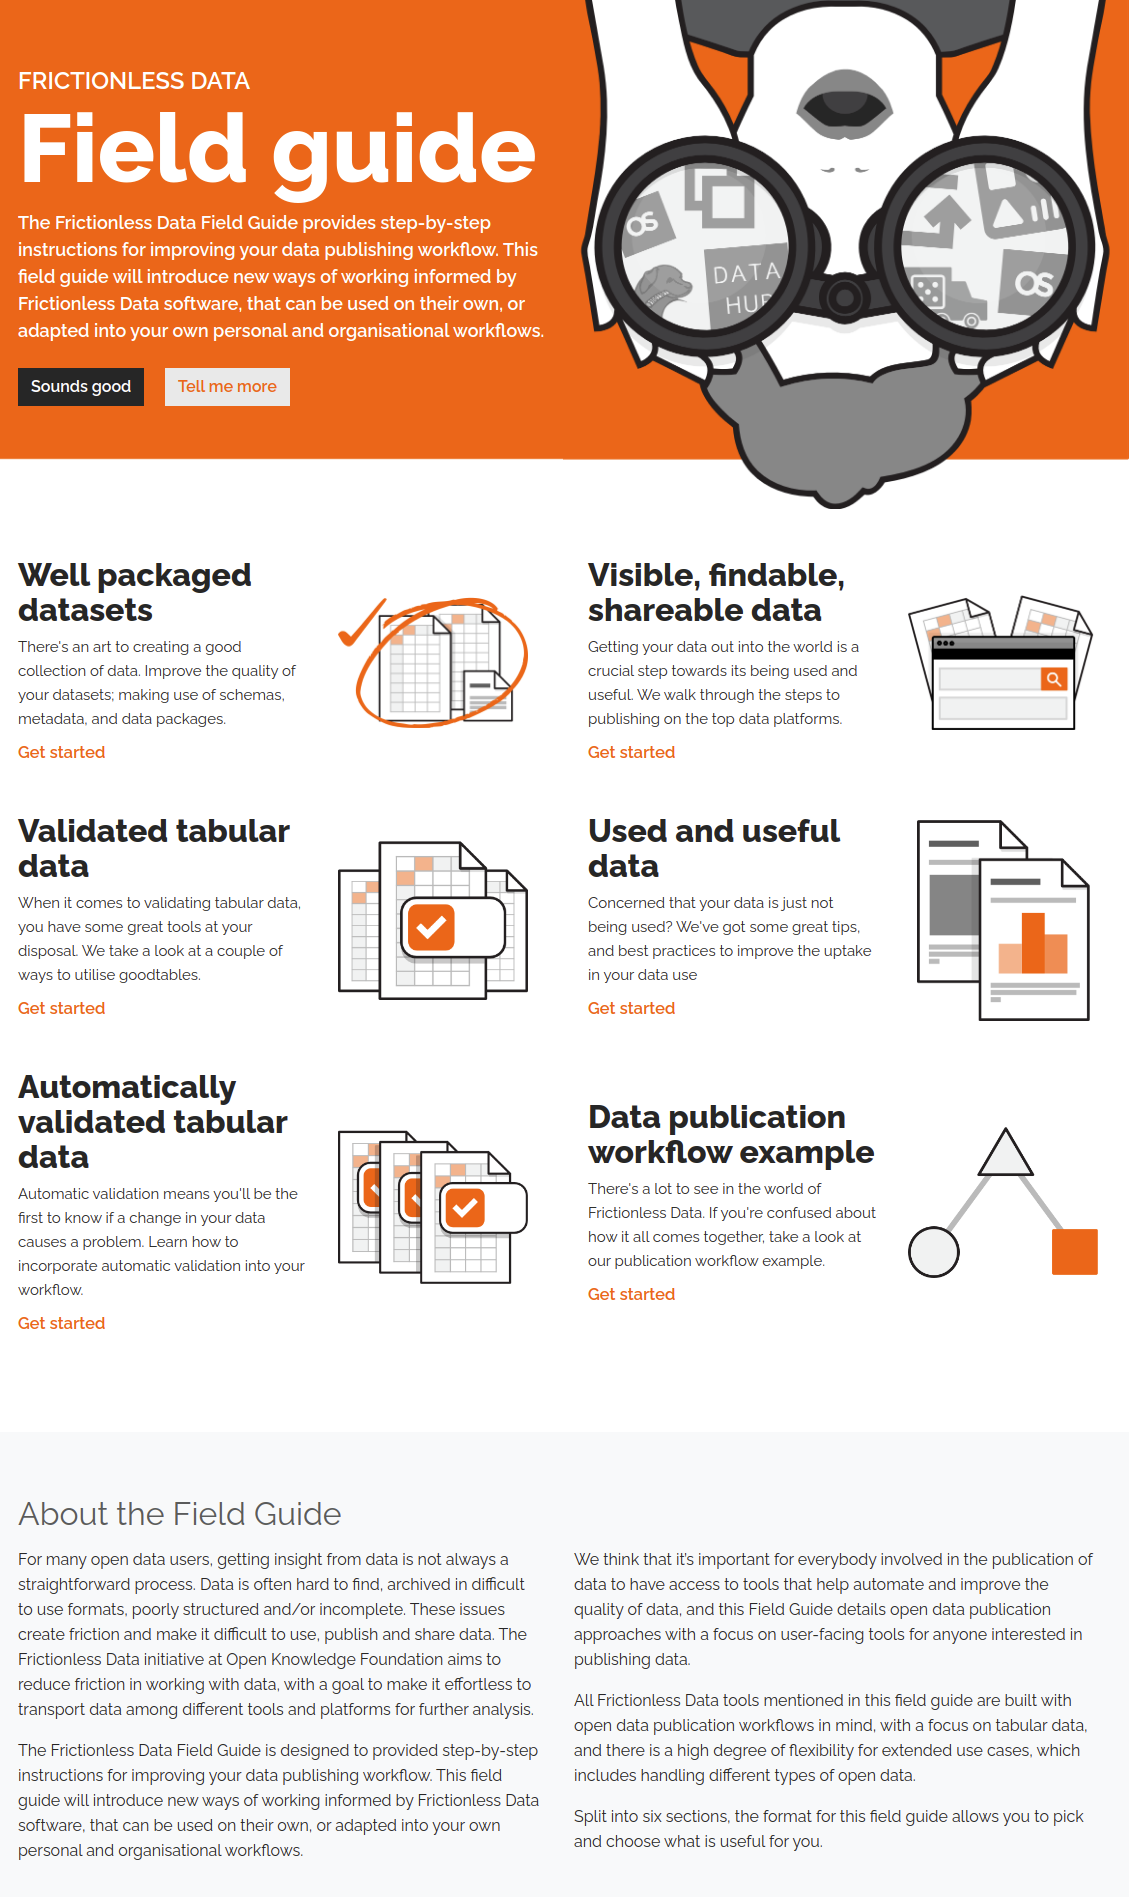 FRICTIONLESS DATA
Field guide
The Frictionless Data Field Guide provides step-by-step
instructions for improving your data publishing workflow. This
field guide will introduce new ways of working informed by
Frictionless Data software, that can be used on their own, or
adapted into your own personal and organisational workflows.
Sounds good
Tell me more
OS
DATA
HUB
OS
Well packaged
datasets
There's an art to creating a good
collection of data. Improve the quality of
your datasets; making use of schemas,
metadata, and data packages.
Get started
Visible, findable,
shareable data
Getting your data out into the world is a
crucial step towards its being used and
useful. We walk through the steps to
publishing on the top data platforms.
Get started
Validated tabular
data
When it comes to validating tabular data,
you have some great tools at your
disposal. We take a look at a couple of
ways to utilise goodtables.
Get started
Used and useful
data
Concerned that your data is just not
being used? We've got some great tips,
and best practices to improve the uptake
in your data use
Get started
Automatically
validated tabular
data
Automatic validation means you'll be the
first to know if a change in your data
causes a problem. Learn how to
incorporate automatic validation into your
workflow.
Get started
Data publication
workflow example
There's a lot to see in the world of
Frictionless Data. If you're confused about
how it all comes together, take a look at
our publication workflow example.
Get started
About the Field Guide
For many open data users, getting insight from data is not always a
straightforward process. Data is often hard to find, archived in difficult
to use formats, poorly structured and/or incomplete. These issues
create friction and make it difficult to use, publish and share data. The
Frictionless Data initiative at Open Knowledge Foundation aims to
reduce friction in working with data, with a goal to make it effortless to
transport data among different tools and platforms for further analysis.
The Frictionless Data Field Guide is designed to provided step-by-step
instructions for improving your data publishing workflow. This field
guide will introduce new ways of working informed by Frictionless Data
software, that can be used on their own, or adapted into your own
personal and organisational workflows.
We think that it's important for everybody involved in the publication of
data to have access to tools that help automate and improve the
quality of data, and this Field Guide details open data publication
approaches with a focus on user-facing tools for anyone interested in
publishing data.
All Frictionless Data tools mentioned in this field guide are built with
open data publication workflows in mind, with a focus on tabular data,
and there is a high degree of flexibility for extended use cases, which
includes handling different types of open data.
Split into six sections, the format for this field guide allows you to pick
and choose what is useful for you.